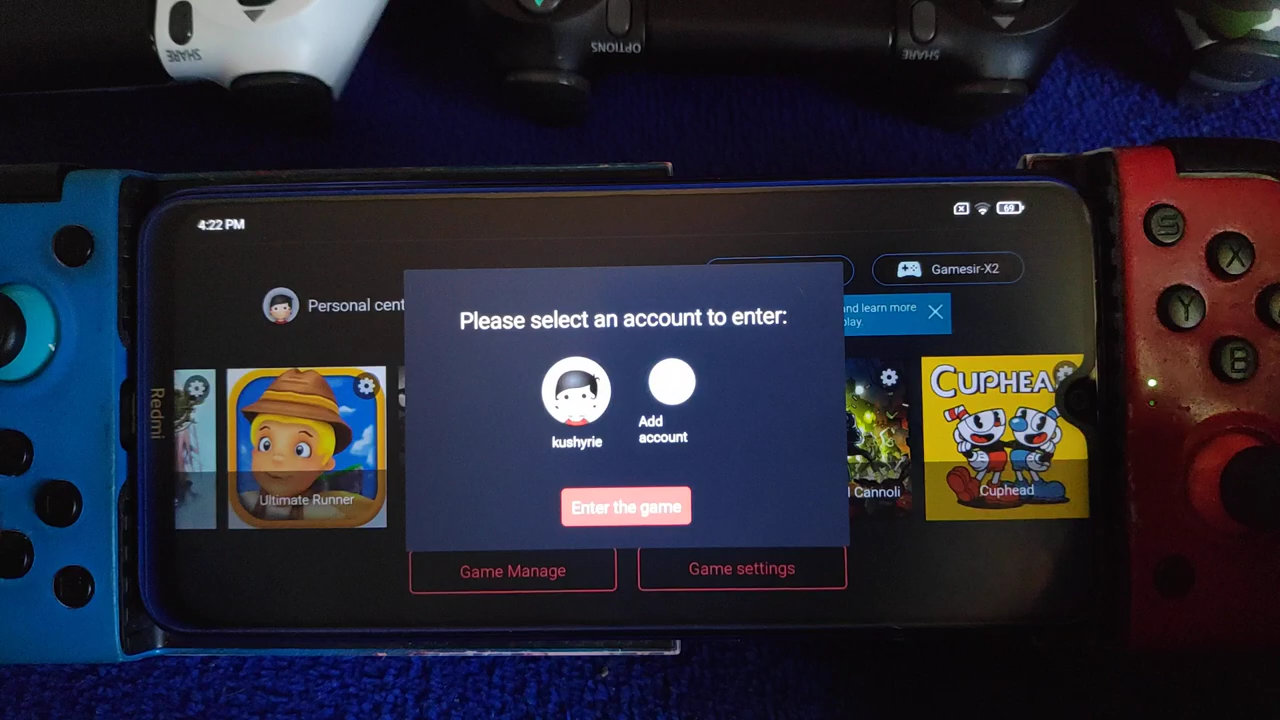 SHARE
OPTIONS
SHARE
4:22 PM
69
Gamesir-X2
Personal cent
and learn more
play.
Please select an account to enter:
kushyrie
Add
account
Enter the game
Ultimate Runner
l Cannoli
CUPHEA
Cuphead
Game Manage
Game settings
Redmi
S
X
Y
B